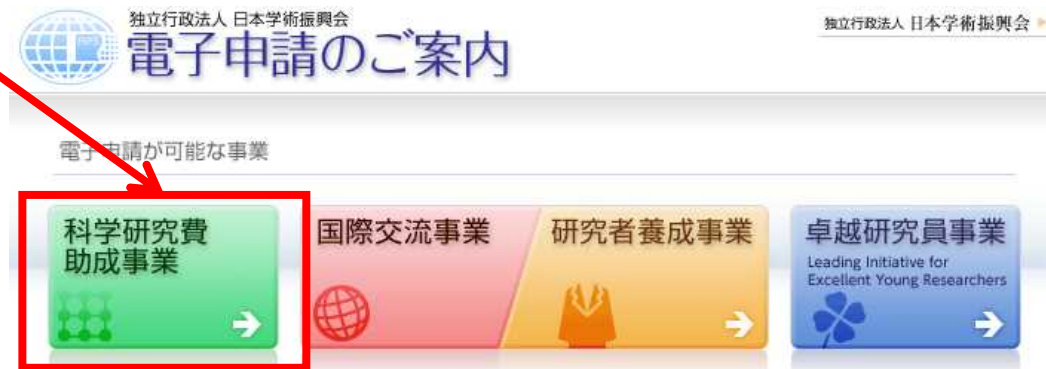 独立行政法人 日本学術振興会
電子申請のご案内
独立行政法人 日本学術振興会
電子申請が可能な事業
科学研究費
助成事業
国際交流事業
研究者養成事業
卓越研究員事業
Leading Initiative for
Excellent Young Researchers